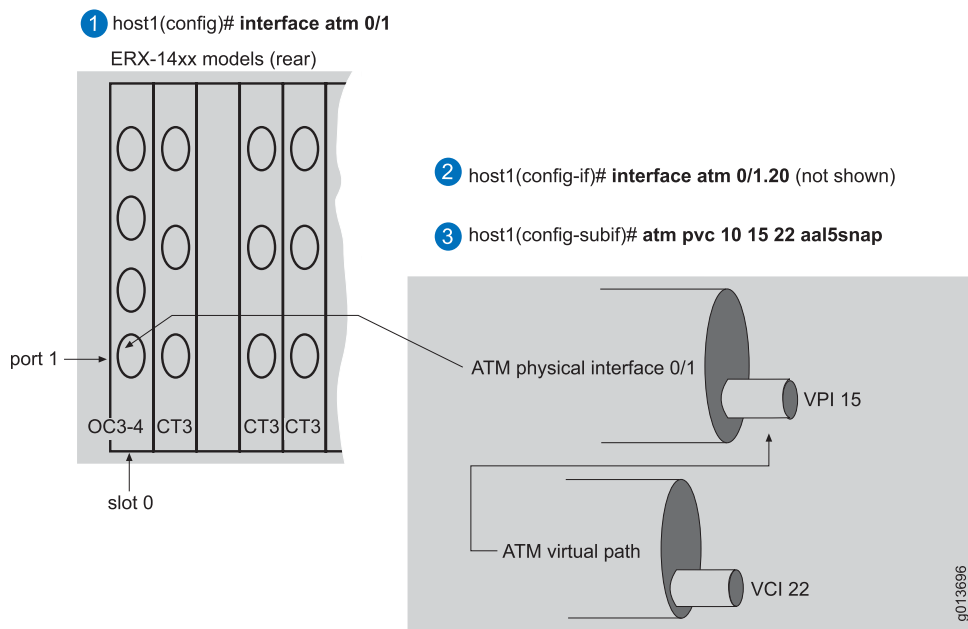 1 host1(config)# interface atm 0/1
ERX-14xx models (rear)
2 host1(config-if)# interface atm 0/1.20 (not shown)
3 host1(config-subif)# atm pvc 10 15 22 aal5snap
port 1
ATM physical interface 0/1
VPI 15
OC3-4 CT3 CT3 CT3
slot 0
ATM virtual path
VCI 22
g013696